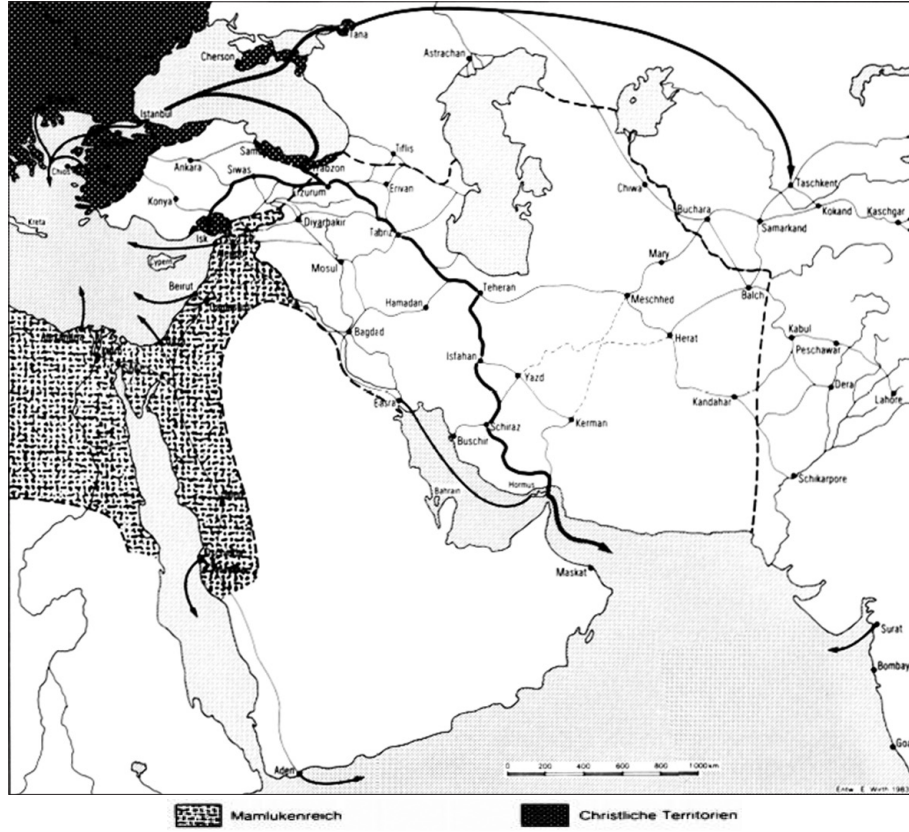 Tana
Cherson
Astrachan
Istanbul
Tiflis
Trabzon
Ankara
Siwas
Erzurum
Erivan
Chios
Taschkent
Chiwa
Kokand
Konya
Buchara
Kaschgar
Samarkand
Kreta
Isk
Diyarbakir
Tabriz
Mary
Cypern
Mosul
Beirut
Teheran
Meschhed
Balch
Hamadan
Bagdad
Herat
Kabul
Peschawar
Isfahan
Yazd
Dera
Lahore
Kandahar
Kerman
Schiraz
Buschir
Schikarpore
Hormus
Bahrain
Maskat
Surat
Bombay
Goa
Aden
0 200 400 600 800 1000 km
Entw. E. Wirth 1983
Mamlukenreich
Christliche Territorien